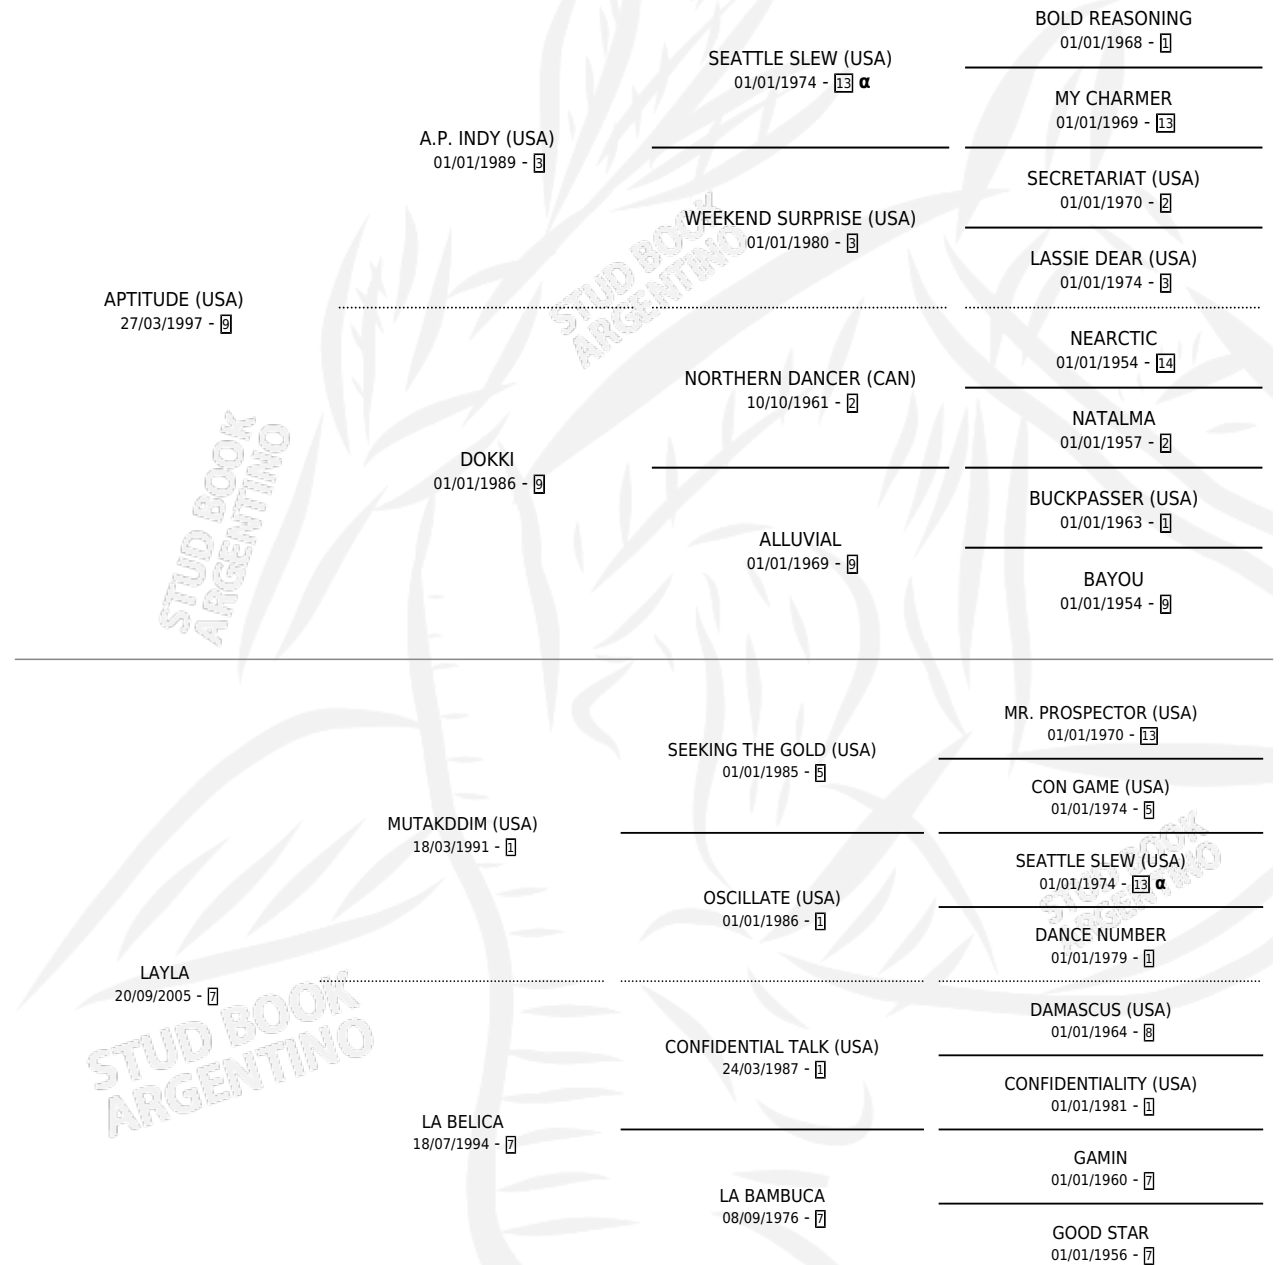 BOLD REASONING
01/01/1968 - 1
SEATTLE SLEW (USA)
01/01/1974 - 13 α
MY CHARMER
01/01/1969 - 13
A.P. INDY (USA)
01/01/1989 - 3
SECRETARIAT (USA)
01/01/1970 - 2
WEEKEND SURPRISE (USA)
01/01/1980 - 3
LASSIE DEAR (USA)
01/01/1974 - 3
STUD BOOK
ARGENTINO
APTITUDE (USA)
27/03/1997 - 9
NEARCTIC
01/01/1954 - 14
NORTHERN DANCER (CAN)
10/10/1961 - 2
NATALMA
01/01/1957 - 2
DOKKI
01/01/1986 - 9
BUCKPASSER (USA)
01/01/1963 - 1
ALLUVIAL
01/01/1969 - 9
BAYOU
01/01/1954 - 9
STUD BOOK
ARGENTINO
MR. PROSPECTOR (USA)
01/01/1970 - 13
SEEKING THE GOLD (USA)
01/01/1985 - 5
CON GAME (USA)
01/01/1974 - 5
MUTAKDDIM (USA)
18/03/1991 - 1
SEATTLE SLEW (USA)
01/01/1974 - 13 α
OSCILLATE (USA)
01/01/1986 - 1
DANCE NUMBER
01/01/1979 - 1
STUD BOOK
ARGENTINO
LAYLA
20/09/2005 - 7
DAMASCUS (USA)
01/01/1964 - 8
CONFIDENTIAL TALK (USA)
24/03/1987 - 1
CONFIDENTIALITY (USA)
01/01/1981 - 1
STUD BOOK
ARGENTINO
LA BELICA
18/07/1994 - 7
GAMIN
01/01/1960 - 7
LA BAMBUCA
08/09/1976 - 7
GOOD STAR
01/01/1956 - 7